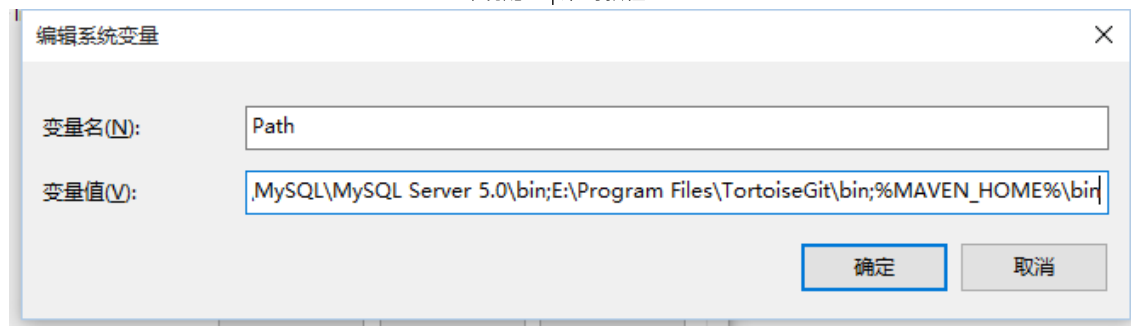 编辑系统变量
变量名(N):
Path
变量值(V):
MySQL\MySQL Server 5.0\bin;E:\Program Files\TortoiseGit\bin;%MAVEN_HOME%\bin
确定
取消